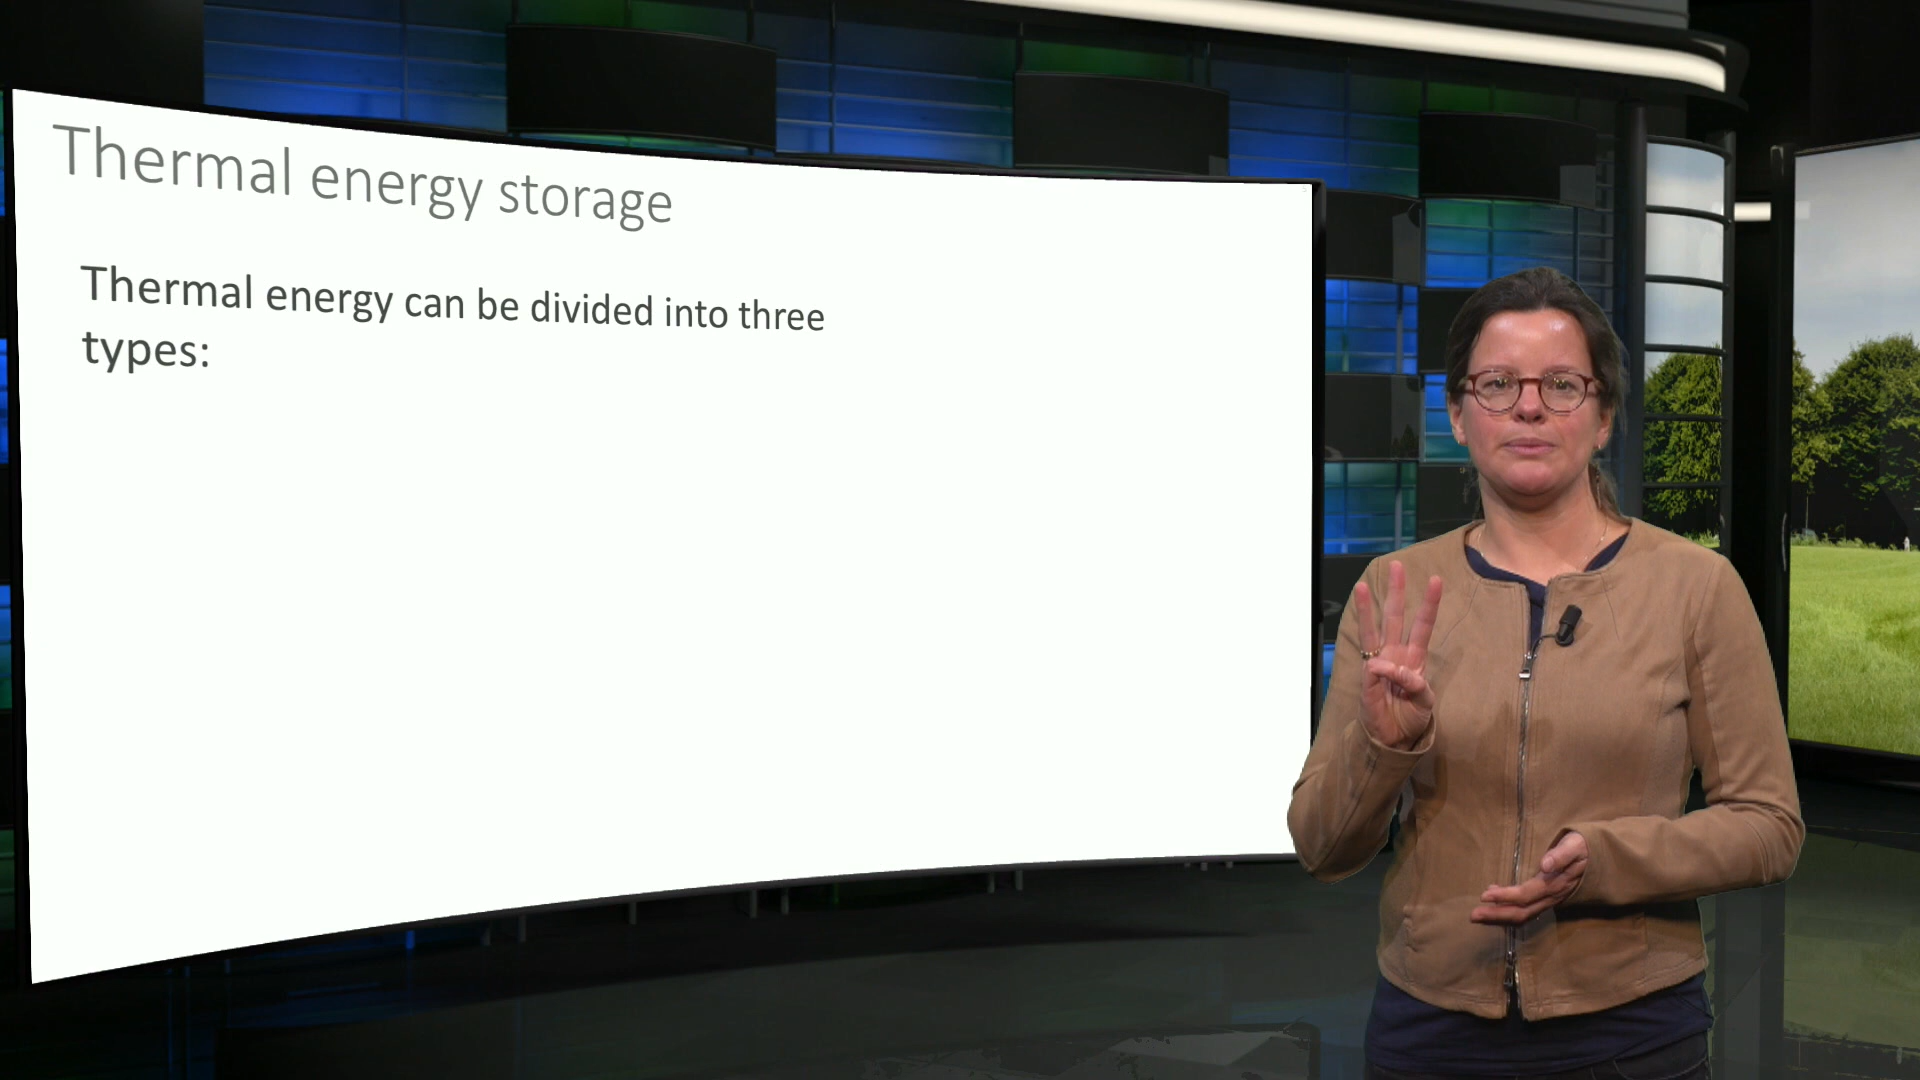 Thermal energy storage
Thermal energy can be divided into three
types: